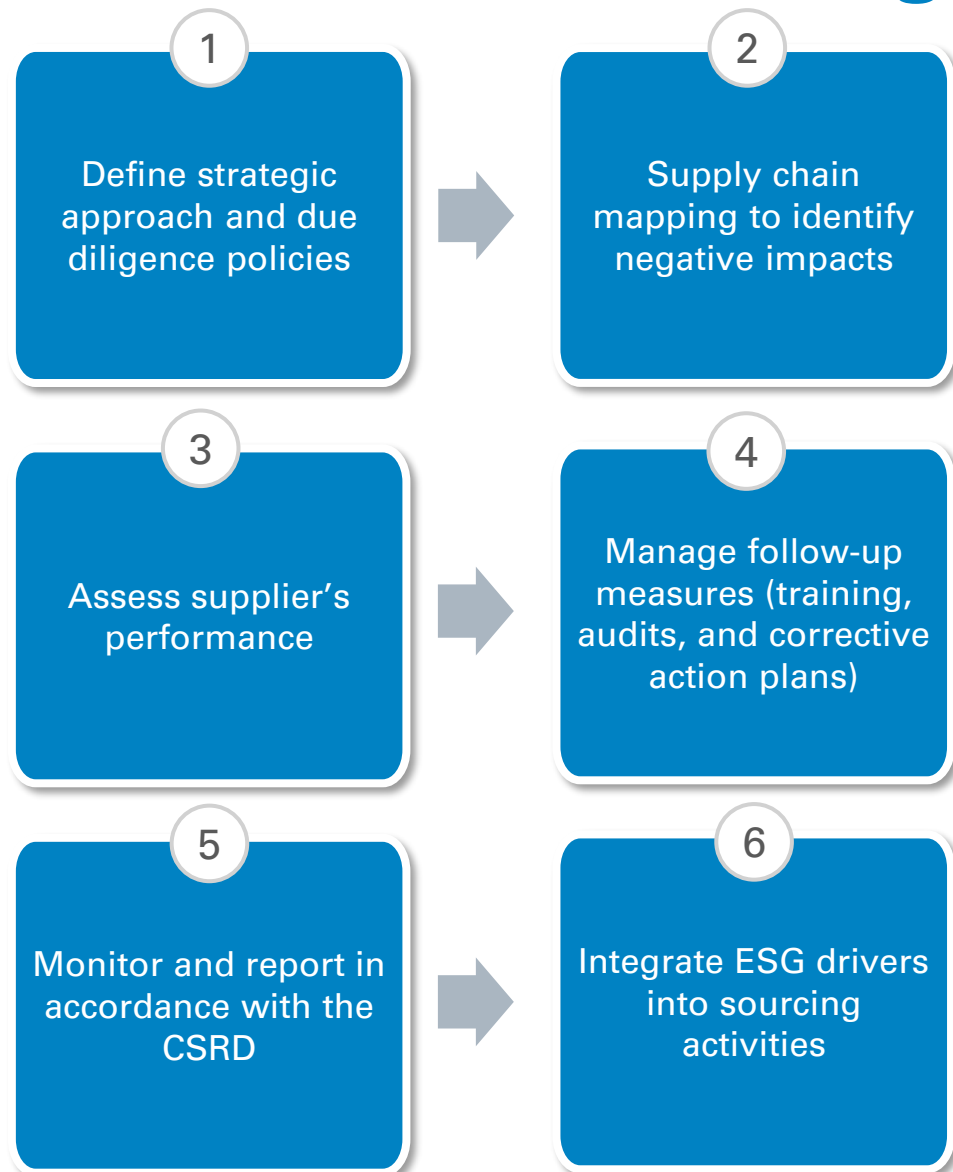 1
Define strategic
approach and due
diligence policies
2
Supply chain
mapping to identify
negative impacts
3
Assess supplier’s
performance
4
Manage follow-up
measures (training,
audits, and corrective
action plans)
5
Monitor and report in
accordance with the
CSRD
6
Integrate ESG drivers
into sourcing
activities